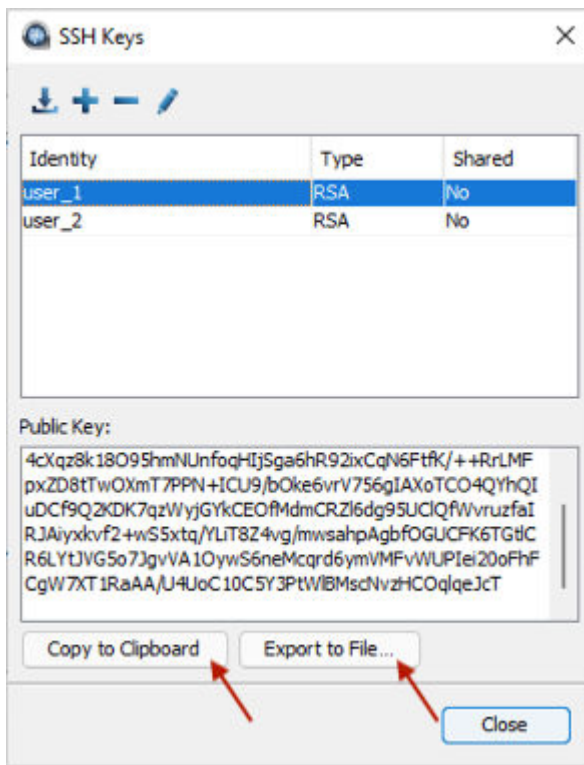 SSH Keys
Identity Type Shared
user_1 RSA No
user_2 RSA No
Public Key:
4cXqz8k18O95hmNUnfoqHIjSga6hR92ixCqN6FtfK/++RrLMF
pxZD8tTwOXmT7PPN+ICU9/bOke6vrV756gIAXoTCO4QYhQI
uDCf9Q2KDK7qzWyjGYkCEOfMdmCRZl6dg95UClQfWvruzfaI
RJAiyxkvf2+wS5xtq/YLiT8Z4vg/mwsahpAgbfOGUCFK6TGtlC
R6LYtJVG5o7JgvVA1OywS6neMcqrd6ymVMFvWUPIei20oFhF
CgW7XT1RaAA/U4UoC10C5Y3PtWlBMscNvzHCOqlqeJcT
Copy to Clipboard Export to File...
Close